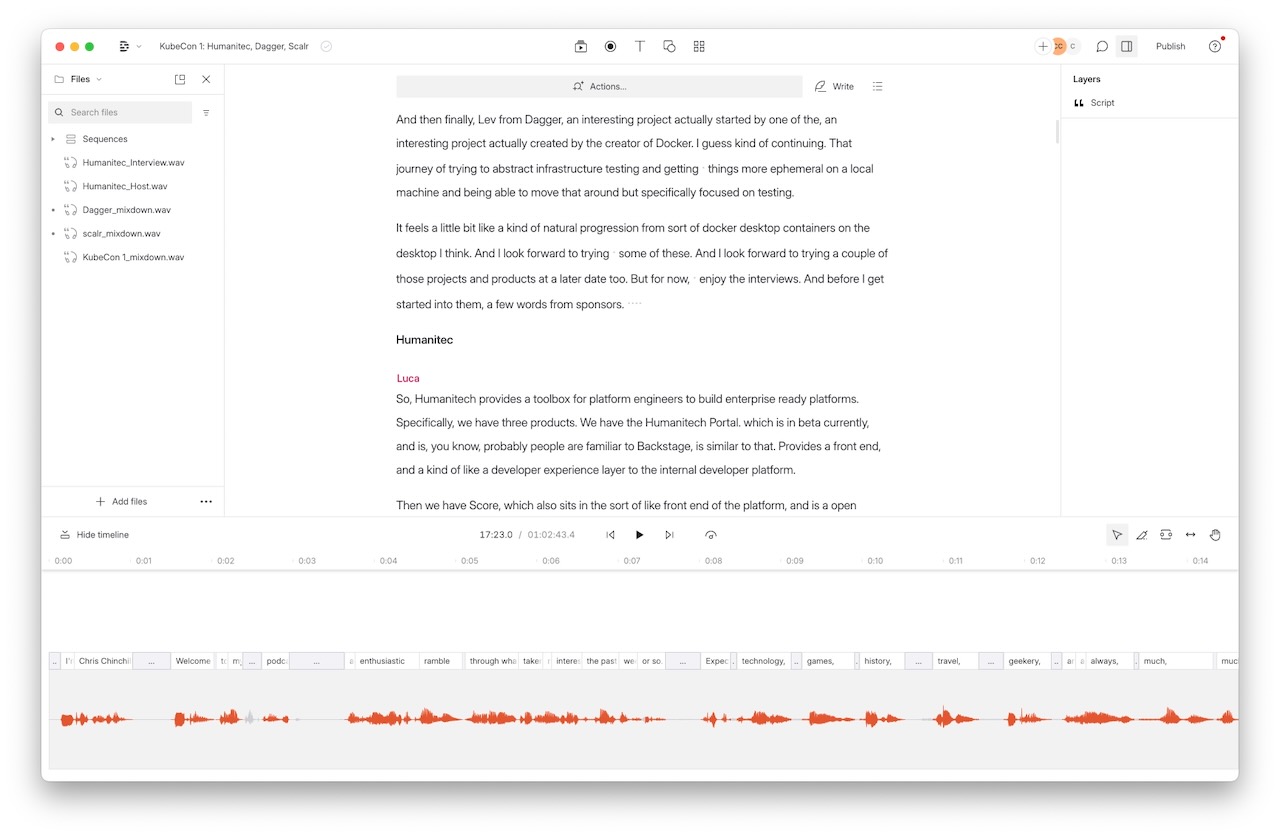 KubeCon 1: Humanitec, Dagger, Scalr
CC
C
Publish
Files
Search files
Sequences
Humanitec_Interview.wav
Humanitec_Host.wav
Dagger_mixdown.wav
scalr_mixdown.wav
KubeCon 1_mixdown.wav
Add files
Actions...
Write
And then finally, Lev from Dagger, an interesting project actually started by one of the, an
interesting project actually created by the creator of Docker. I guess kind of continuing. That
journey of trying to abstract infrastructure testing and getting · things more ephemeral on a local
machine and being able to move that around but specifically focused on testing.
It feels a little bit like a kind of natural progression from sort of docker desktop containers on the
desktop I think. And I look forward to trying · some of these. And I look forward to trying a couple of
those projects and products at a later date too. But for now, · enjoy the interviews. And before I get
started into them, a few words from sponsors. ····
Humanitec
Luca
So, Humanitech provides a toolbox for platform engineers to build enterprise ready platforms.
Specifically, we have three products. We have the Humanitech Portal. which is in beta currently,
and is, you know, probably people are familiar to Backstage, is similar to that. Provides a front end,
and a kind of like a developer experience layer to the internal developer platform.
Then we have Score, which also sits in the sort of like front end of the platform, and is a open
Layers
Script
Hide timeline
17:23.0 / 01:02:43.4
0:00 0:01 0:02 0:03 0:04 0:05 0:06 0:07 0:08 0:09 0:10 0:11 0:12 0:13 0:14
.. I'r Chris Chinchil ... Welcome to my ... podca ... a enthusiastic ramble through wha take interes the past we or so. ... Expec . technology, .. games, . history, ... travel, ... geekery, .. ar a always, . much, muc